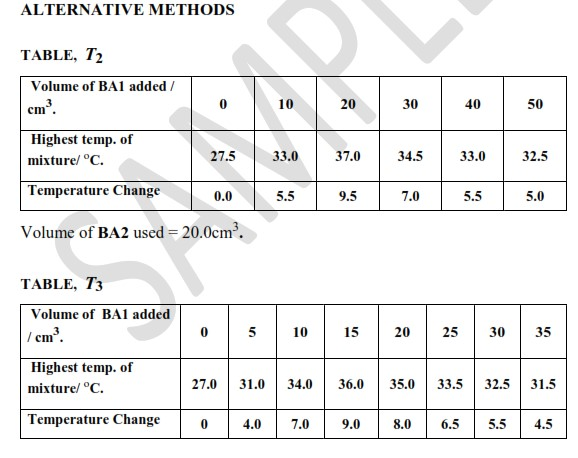 ALTERNATIVE METHODS
TABLE, T2
Volume of BA1 added / cm³. 0 10 20 30 40 50
Highest temp. of mixture/ °C. 27.5 33.0 37.0 34.5 33.0 32.5
Temperature Change 0.0 5.5 9.5 7.0 5.5 5.0
Volume of BA2 used = 20.0cm³.
TABLE, T3
Volume of BA1 added / cm³. 0 5 10 15 20 25 30 35
Highest temp. of mixture/ °C. 27.0 31.0 34.0 36.0 35.0 33.5 32.5 31.5
Temperature Change 0 4.0 7.0 9.0 8.0 6.5 5.5 4.5
SAMPLE